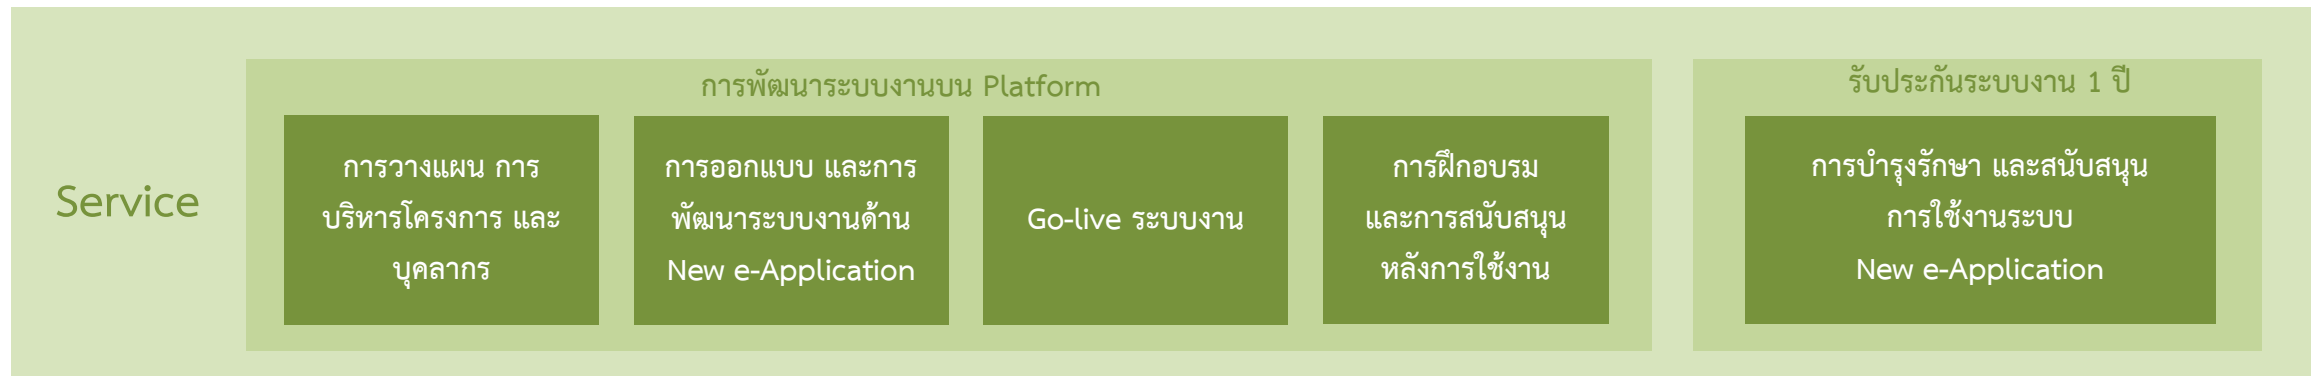 Service
การพัฒนาระบบงานบน Platform
การวางแผน การ
บริหารโครงการ และ
บุคลากร
การออกแบบ และการ
พัฒนาระบบงานด้าน
New e-Application
Go-live ระบบงาน
การฝึกอบรม
และการสนับสนุน
หลังการใช้งาน
รับประกันระบบงาน 1 ปี
การบำรุงรักษา และสนับสนุน
การใช้งานระบบ
New e-Application